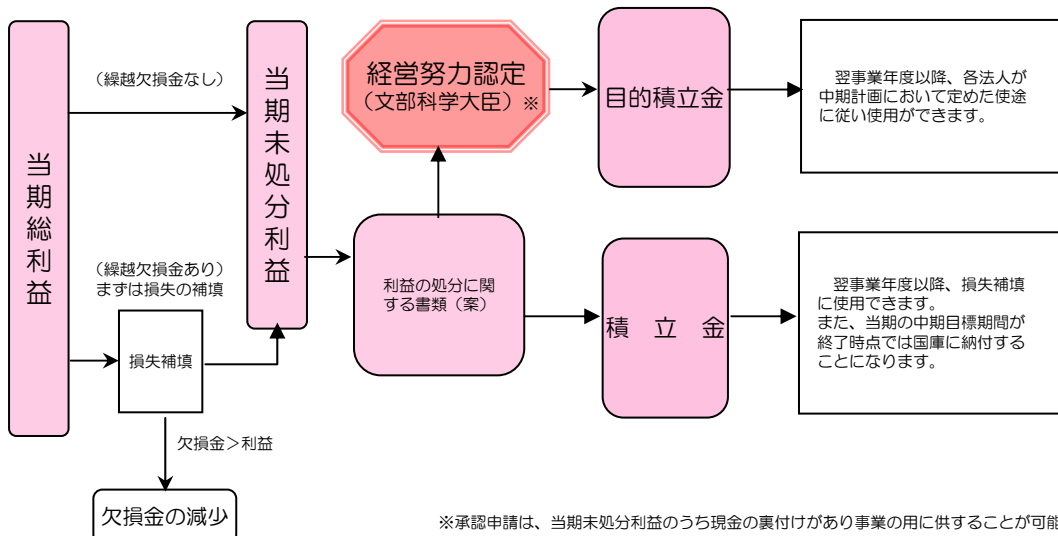 当期総利益
（繰越欠損金なし）
（繰越欠損金あり）
まずは損失の補填
損失補填
欠損金＞利益
欠損金の減少
当期未処分利益
利益の処分に関
する書類（案）
経営努力認定
（文部科学大臣）※
目的積立金
積　立　金
　翌事業年度以降、各法人が
中期計画において定めた使途
に従い使用ができます。
　翌事業年度以降、損失補填
に使用できます。
また、当期の中期目標期間が
終了時点では国庫に納付する
ことになります。
※承認申請は、当期未処分利益のうち現金の裏付けがあり事業の用に供することが可能